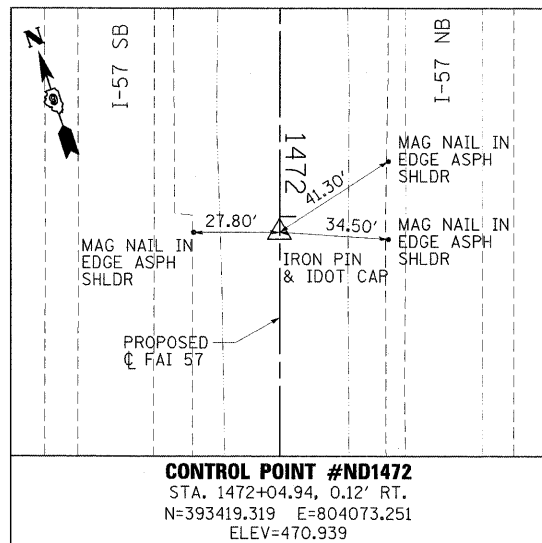 N
I-57 SB
I-57 NB
1472
MAG NAIL IN
EDGE ASPH
SHLDR
41.30'
27.80'
34.50'
MAG NAIL IN
EDGE ASPH
SHLDR
MAG NAIL IN
EDGE ASPH
SHLDR
IRON PIN
& IDOT CAP
PROPOSED
℄ FAI 57
CONTROL POINT #ND1472
STA. 1472+04.94, 0.12' RT.
N=393419.319 E=804073.251
ELEV=470.939